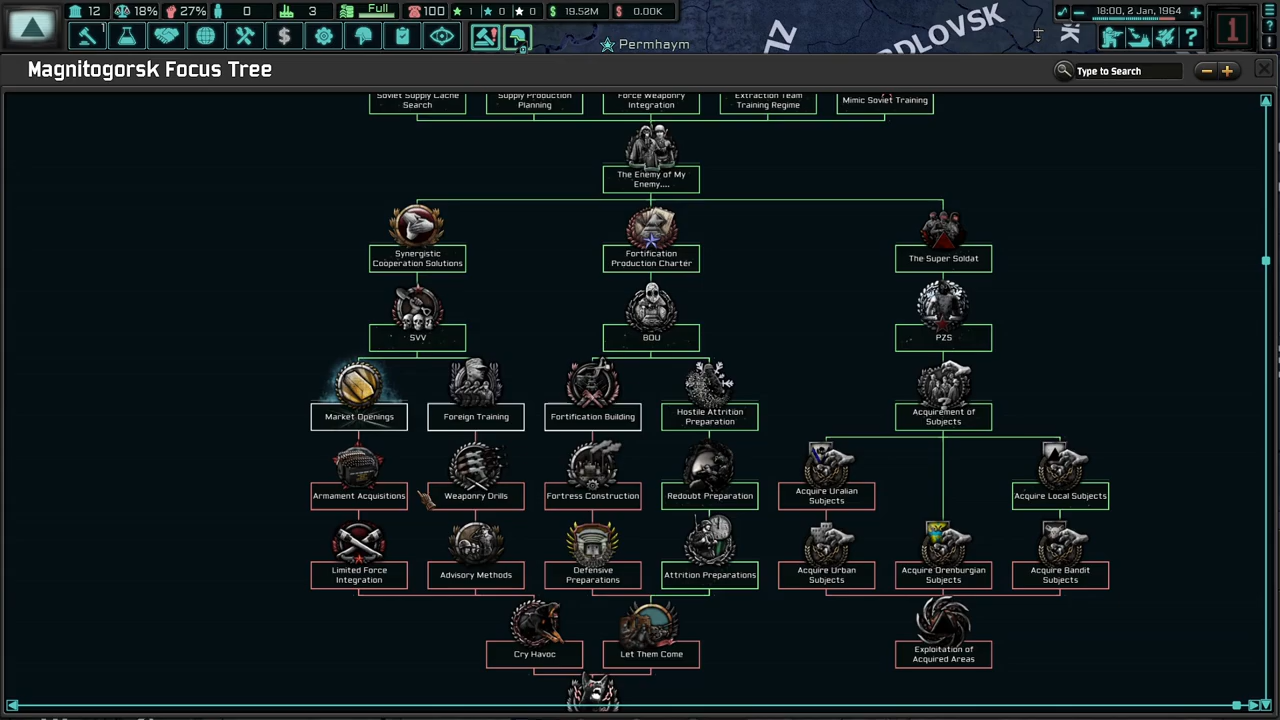 12 18% 27% 0 3 Full 100 1 0 0 19.52M 0.00K 18:00, 2 Jan, 1964
1
$
?
Permhaym
RDLOVSK
Magnitogorsk Focus Tree
Type to Search
Soviet Supply Cache
Search
Supply Production
Planning
Force Weaponry
Integration
Extraction Team
Training Regime
Mimic Soviet Training
The Enemy of My
Enemy....
Synergistic
Cooperation Solutions
Fortification
Production Charter
The Super Soldat
SVV
BOU
PZS
Market Openings
Foreign Training
Fortification Building
Hostile Attrition
Preparation
Acquirement of
Subjects
Armament Acquisitions
Weaponry Drills
Fortress Construction
Redoubt Preparation
Acquire Uralian
Subjects
Acquire Local Subjects
Limited Force
Integration
Advisory Methods
Defensive
Preparations
Attrition Preparations
Acquire Urban
Subjects
Acquire Orenburgian
Subjects
Acquire Bandit
Subjects
Cry Havoc
Let Them Come
Exploitation of
Acquired Areas